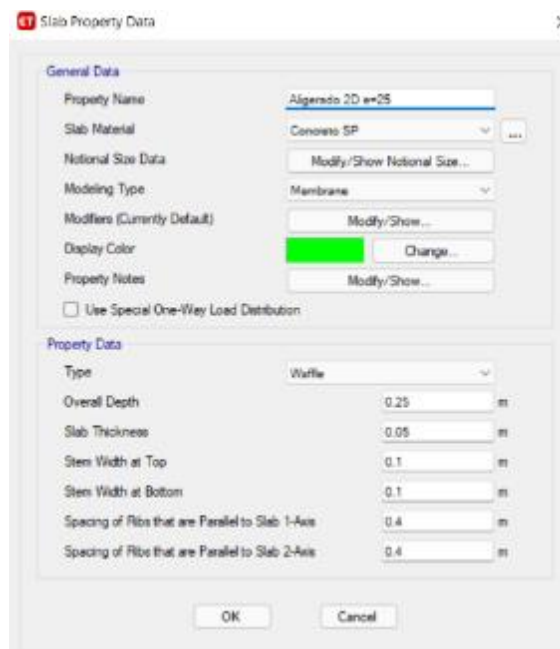 ET Slab Property Data
General Data
Property Name Aligerado 2D e=25
Slab Material Concreto SP ...
Notional Size Data Modify/Show Notional Size...
Modeling Type Membrane
Modifiers (Currently Default) Modify/Show...
Display Color Change...
Property Notes Modify/Show...
Use Special One-Way Load Distribution
Property Data
Type Waffle
Overall Depth 0.25 m
Slab Thickness 0.05 m
Stem Width at Top 0.1 m
Stem Width at Bottom 0.1 m
Spacing of Ribs that are Parallel to Slab 1-Axis 0.4 m
Spacing of Ribs that are Parallel to Slab 2-Axis 0.4 m
OK Cancel